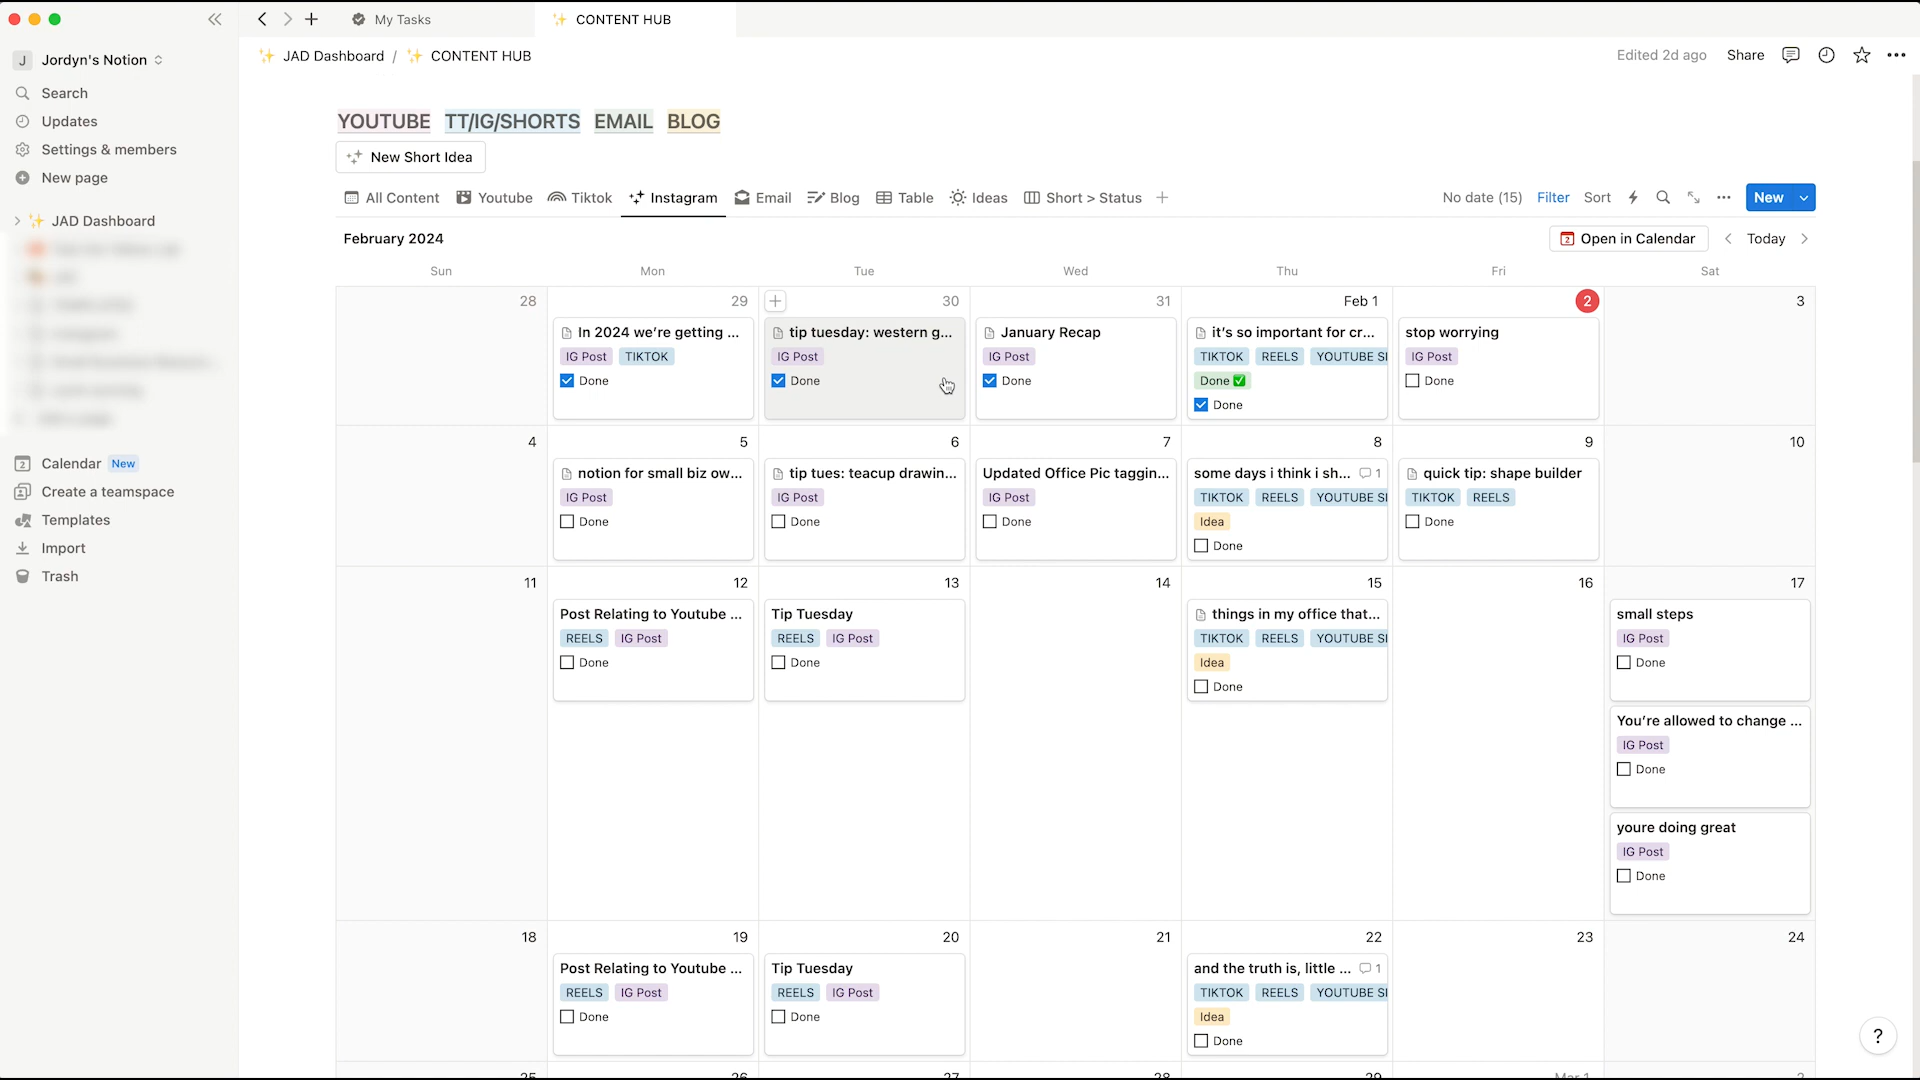 My Tasks
✨ CONTENT HUB
J Jordyn's Notion
✨ JAD Dashboard / ✨ CONTENT HUB
Edited 2d ago Share
Search
Updates
Settings & members
New page
✨ JAD Dashboard
Calendar New
Create a teamspace
Templates
Import
Trash
YOUTUBE TT/IG/SHORTS EMAIL BLOG
New Short Idea
All Content Youtube Tiktok Instagram Email Blog Table Ideas Short > Status
No date (15) Filter Sort New
February 2024
2 Open in Calendar Today
Sun Mon Tue Wed Thu Fri Sat
28 29 30 31 Feb 1 2 3
In 2024 we're getting ...
IG Post TIKTOK
Done
tip tuesday: western g...
IG Post
Done
January Recap
IG Post
Done
it's so important for cr...
TIKTOK REELS YOUTUBE
Done ✅
Done
stop worrying
IG Post
Done
4 5 6 7 8 9 10
notion for small biz ow...
IG Post
Done
tip tues: teacup drawin...
IG Post
Done
Updated Office Pic taggin...
IG Post
Done
some days i think i sh... 1
TIKTOK REELS YOUTUBE
Idea
Done
quick tip: shape builder
TIKTOK REELS
Done
11 12 13 14 15 16 17
Post Relating to Youtube ...
REELS IG Post
Done
Tip Tuesday
REELS IG Post
Done
things in my office that...
TIKTOK REELS YOUTUBE
Idea
Done
small steps
IG Post
Done
You're allowed to change ...
IG Post
Done
youre doing great
IG Post
Done
18 19 20 21 22 23 24
Post Relating to Youtube ...
REELS IG Post
Done
Tip Tuesday
REELS IG Post
Done
and the truth is, little ... 1
TIKTOK REELS YOUTUBE
Idea
Done
?